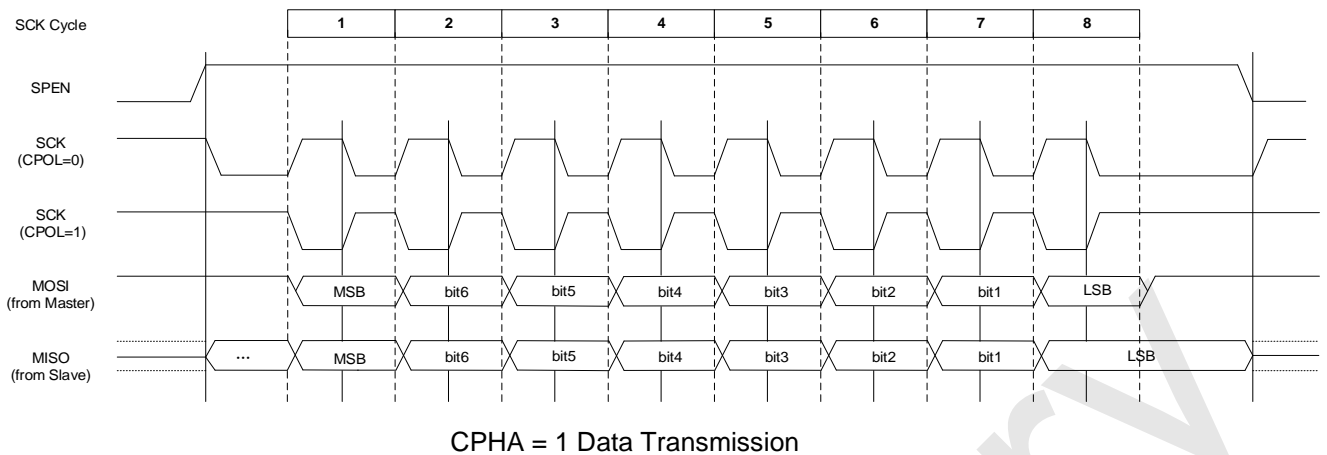 SCK Cycle 1 2 3 4 5 6 7 8
SPEN
SCK
(CPOL=0)
SCK
(CPOL=1)
MOSI
(from Master)
MSB bit6 bit5 bit4 bit3 bit2 bit1 LSB
MISO
(from Slave)
... MSB bit6 bit5 bit4 bit3 bit2 bit1 LSB
CPHA = 1 Data Transmission
ry